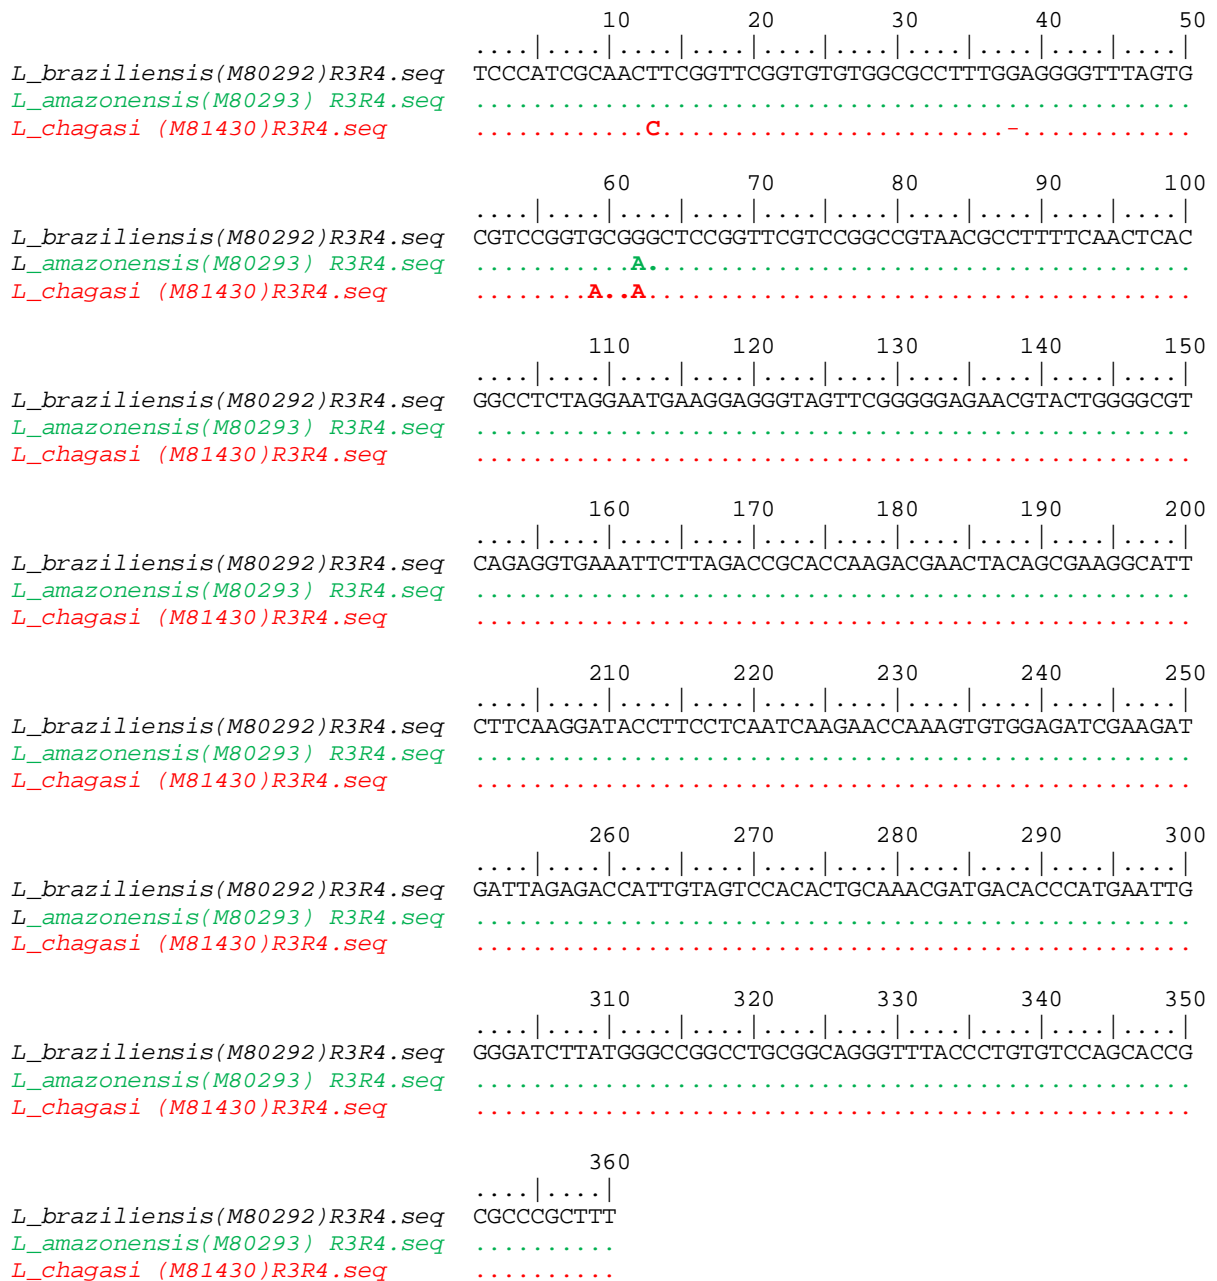 10 20 30 40 50
....|....|....|....|....|....|....|....|....|....|
L_braziliensis(M80292)R3R4.seq TCCCATCGCAACTTCGGTTCGGTGTGTGGCGCCTTTGGAGGGGTTTAGTG
L_amazonensis(M80293) R3R4.seq ..................................................
L_chagasi (M81430)R3R4.seq ............C........................-............
60 70 80 90 100
....|....|....|....|....|....|....|....|....|....|
L_braziliensis(M80292)R3R4.seq CGTCCGGTGCGGGCTCCGGTTCGTCCGGCCGTAACGCCTTTTCAACTCAC
L_amazonensis(M80293) R3R4.seq ...........A......................................
L_chagasi (M81430)R3R4.seq ........A..A......................................
110 120 130 140 150
....|....|....|....|....|....|....|....|....|....|
L_braziliensis(M80292)R3R4.seq GGCCTCTAGGAATGAAGGAGGGTAGTTCGGGGGAGAACGTACTGGGGCGT
L_amazonensis(M80293) R3R4.seq ..................................................
L_chagasi (M81430)R3R4.seq ..................................................
160 170 180 190 200
....|....|....|....|....|....|....|....|....|....|
L_braziliensis(M80292)R3R4.seq CAGAGGTGAAATTCTTAGACCGCACCAAGACGAACTACAGCGAAGGCATT
L_amazonensis(M80293) R3R4.seq ..................................................
L_chagasi (M81430)R3R4.seq ..................................................
210 220 230 240 250
....|....|....|....|....|....|....|....|....|....|
L_braziliensis(M80292)R3R4.seq CTTCAAGGATACCTTCCTCAATCAAGAACCAAAGTGTGGAGATCGAAGAT
L_amazonensis(M80293) R3R4.seq ..................................................
L_chagasi (M81430)R3R4.seq ..................................................
260 270 280 290 300
....|....|....|....|....|....|....|....|....|....|
L_braziliensis(M80292)R3R4.seq GATTAGAGACCATTGTAGTCCACACTGCAAACGATGACACCCATGAATTG
L_amazonensis(M80293) R3R4.seq ..................................................
L_chagasi (M81430)R3R4.seq ..................................................
310 320 330 340 350
....|....|....|....|....|....|....|....|....|....|
L_braziliensis(M80292)R3R4.seq GGGATCTTATGGGCCGGCCTGCGGCAGGGTTTACCCTGTGTCCAGCACCG
L_amazonensis(M80293) R3R4.seq ..................................................
L_chagasi (M81430)R3R4.seq ..................................................
360
....|....|
L_braziliensis(M80292)R3R4.seq CGCCCGCTTT
L_amazonensis(M80293) R3R4.seq ..........
L_chagasi (M81430)R3R4.seq ..........